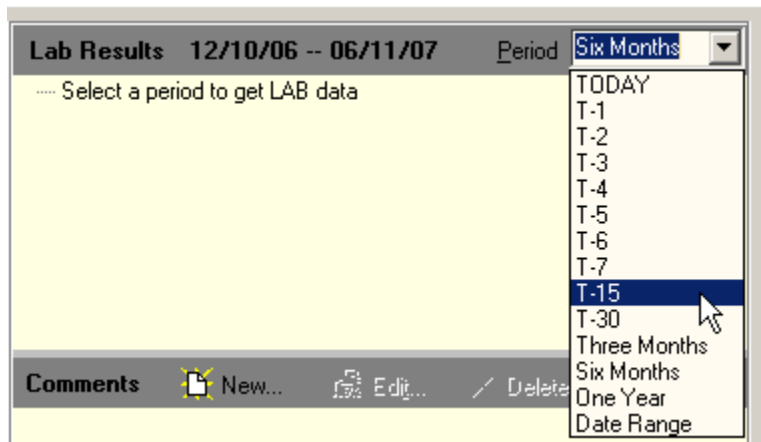 Lab Results 12/10/06 -- 06/11/07 Period Six Months
Select a period to get LAB data
TODAY
T-1
T-2
T-3
T-4
T-5
T-6
T-7
T-15
T-30
Three Months
Six Months
One Year
Date Range
Comments New... Edit... Delete